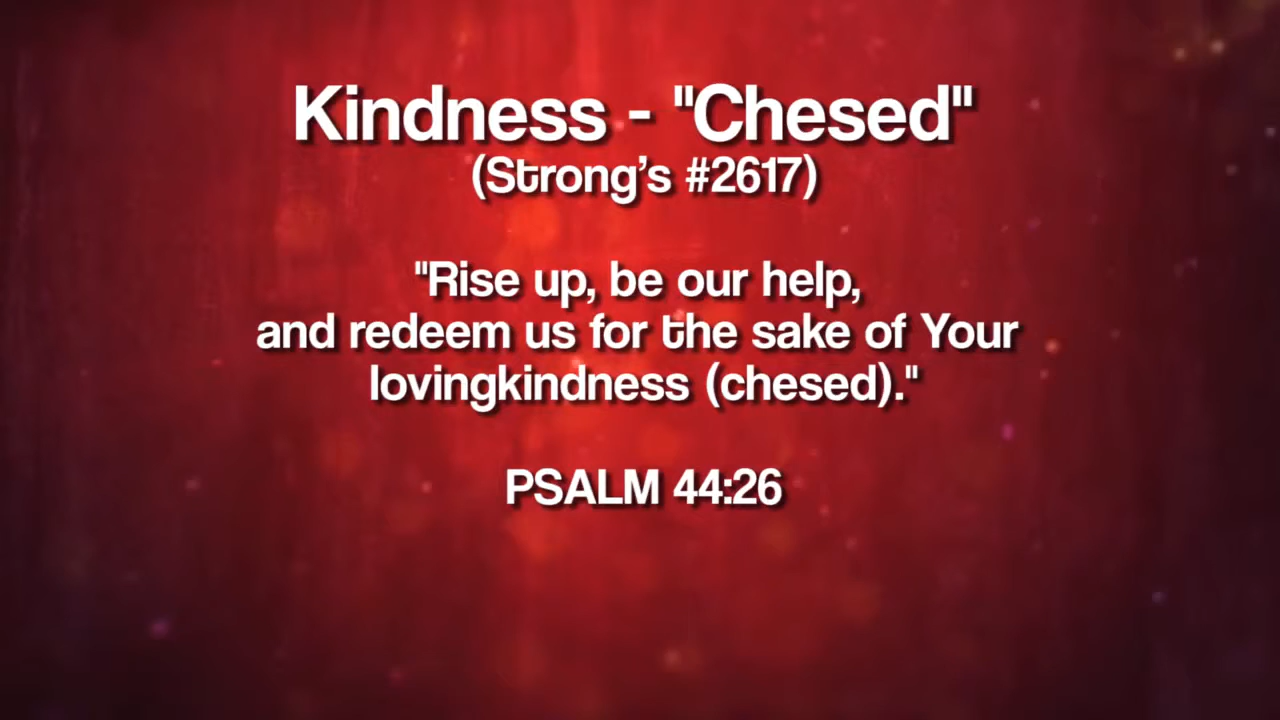 Kindness - "Chesed"
(Strong’s #2617)
"Rise up, be our help,
and redeem us for the sake of Your
lovingkindness (chesed)."
PSALM 44:26